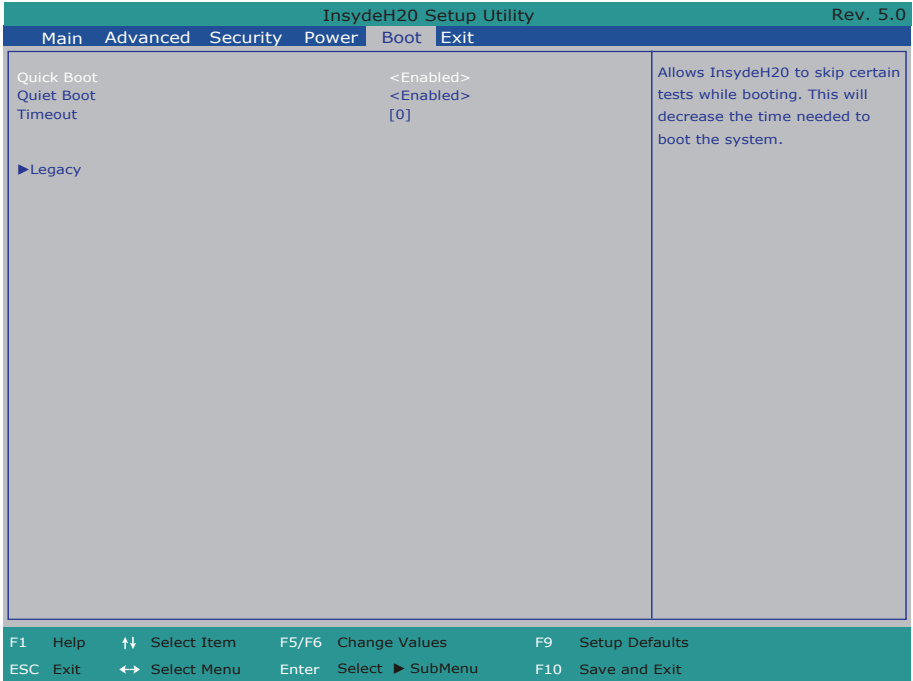 InsydeH20 Setup Utility Rev. 5.0
Main Advanced Security Power Boot Exit
Quick Boot <Enabled>
Quiet Boot <Enabled>
Timeout [0]
►Legacy
Allows InsydeH20 to skip certain
tests while booting. This will
decrease the time needed to
boot the system.
F1 Help ↑↓ Select Item F5/F6 Change Values F9 Setup Defaults
ESC Exit ↔ Select Menu Enter Select ► SubMenu F10 Save and Exit